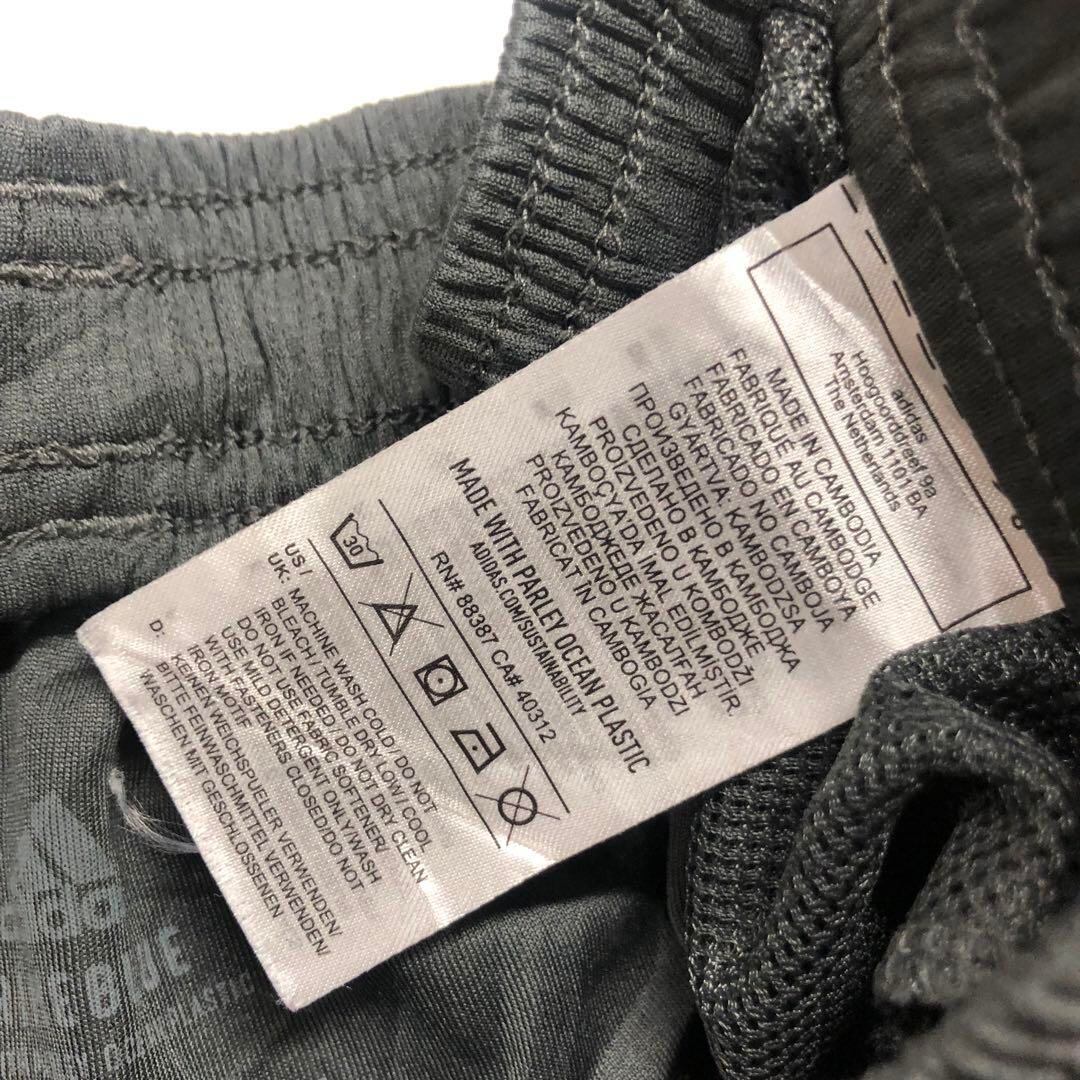 adidas
Hoogoorddreef 9a
Amsterdam 1101 BA
The Netherlands
MADE IN CAMBODIA
FABRIQUÉ AU CAMBODGE
FABRICADO EN CAMBOYA
FABRICADO NO CAMBOJA
GYÁRTVA KAMBODZSA
ПРОИЗВЕДЕНО В КАМБОДЖА
СДЕЛАНО В КАМБОДЖЕ
PROIZVEDENO U KOMBODŽI
KAMBOÇYA'DA İMAL EDİLMİŞTİR.
КАМБОДЖЕДЕ ЖАСАЛҒАН
PROIZVEDENO U KAMBODZI
FABRICAT IN CAMBOGIA
MADE WITH PARLEY OCEAN PLASTIC
ADIDAS.COM/SUSTAINABILITY
RN# 88387 CA# 40312
30
US / MACHINE WASH COLD / DO NOT
UK: BLEACH / TUMBLE DRY LOW / COOL
IRON IF NEEDED / DO NOT DRY CLEAN
DO NOT USE FABRIC SOFTENER/
USE MILD DETERGENT ONLY/WASH
WITH FASTENERS CLOSED/DO NOT
IRON MOTIF
D: KEINEN WEICHSPUELER VERWENDEN/
BITTE FEINWASCHMITTEL VERWENDEN/
WASCHEN MIT GESCHLOSSENEN